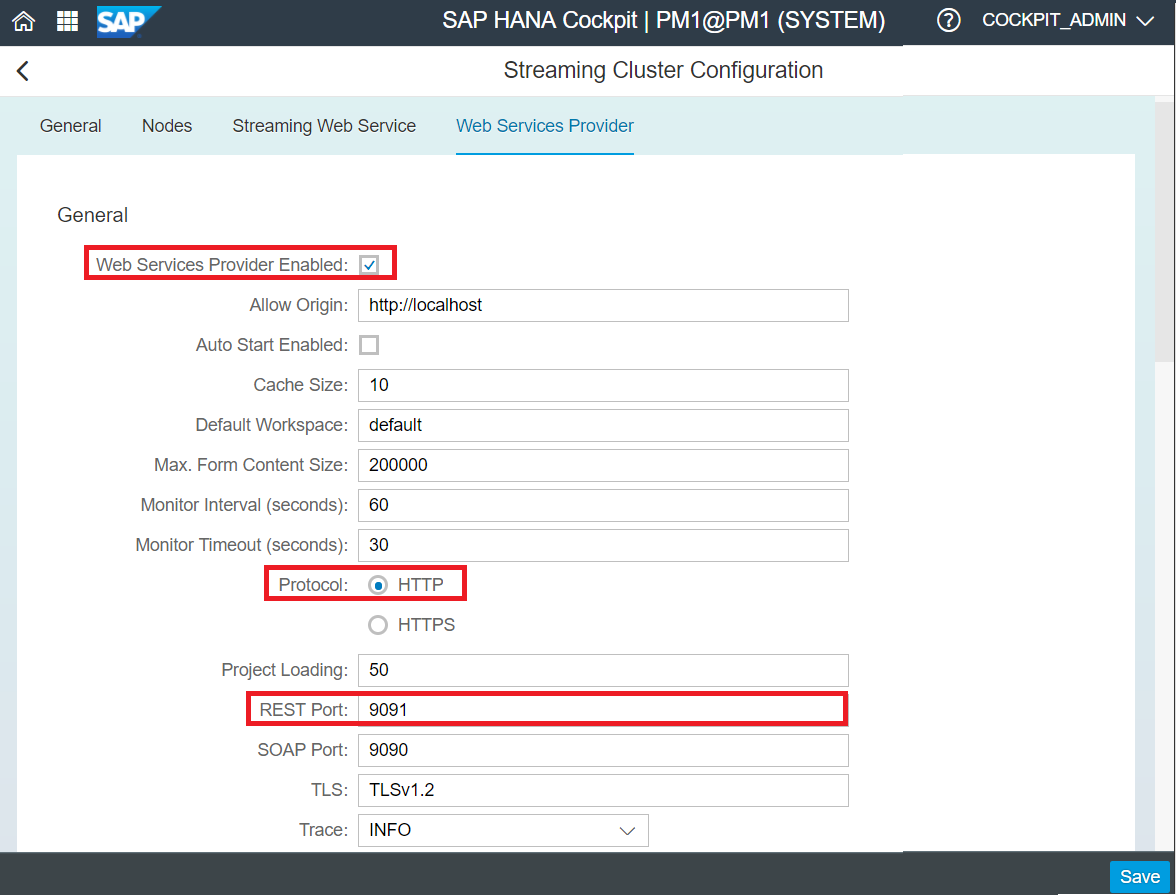 SAP SAP HANA Cockpit | PM1@PM1 (SYSTEM) ? COCKPIT_ADMIN
Streaming Cluster Configuration
General Nodes Streaming Web Service Web Services Provider
General
Web Services Provider Enabled:
Allow Origin: http://localhost
Auto Start Enabled:
Cache Size: 10
Default Workspace: default
Max. Form Content Size: 200000
Monitor Interval (seconds): 60
Monitor Timeout (seconds): 30
Protocol: HTTP
HTTPS
Project Loading: 50
REST Port: 9091
SOAP Port: 9090
TLS: TLSv1.2
Trace: INFO
Save